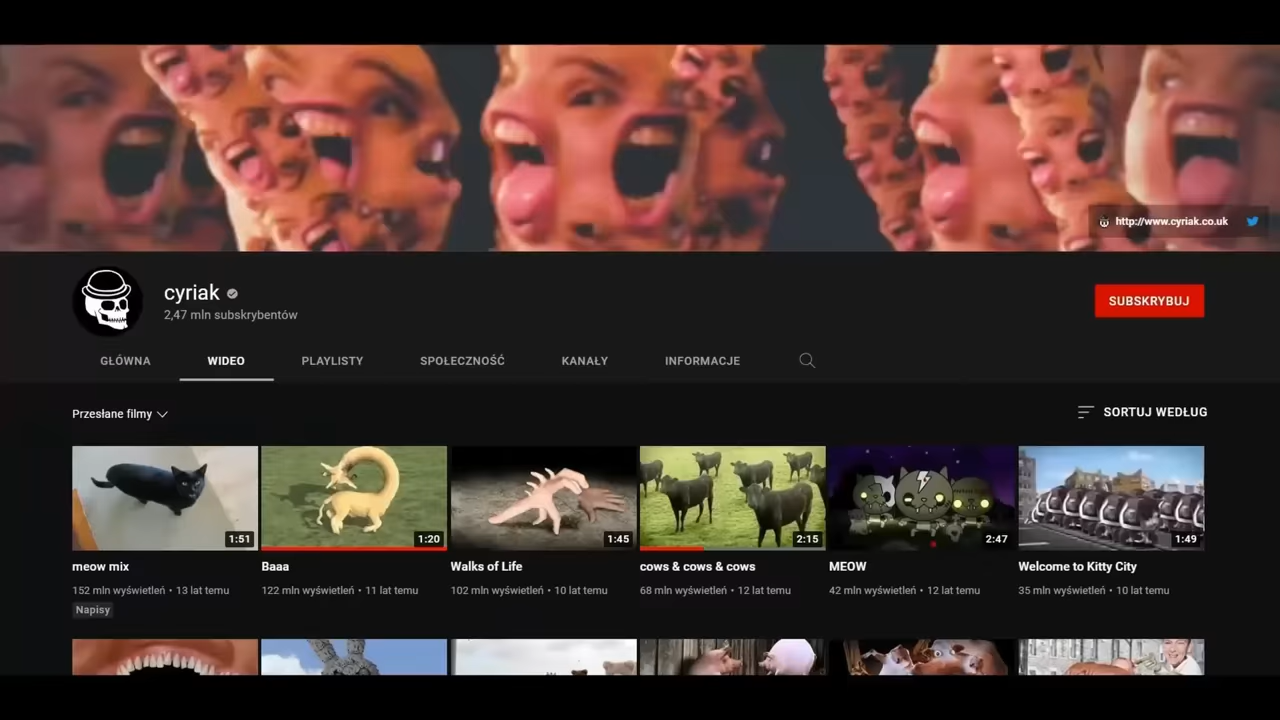 http://www.cyriak.co.uk
cyriak
2,47 mln subskrybentów
SUBSKRYBUJ
GŁÓWNA WIDEO PLAYLISTY SPOŁECZNOŚĆ KANAŁY INFORMACJE
Przesłane filmy SORTUJ WEDŁUG
1:51 1:20 1:45 2:15 2:47 1:49
meow mix Baaa Walks of Life cows & cows & cows MEOW Welcome to Kitty City
152 mln wyświetleń • 13 lat temu 122 mln wyświetleń • 11 lat temu 102 mln wyświetleń • 10 lat temu 68 mln wyświetleń • 12 lat temu 42 mln wyświetleń • 12 lat temu 35 mln wyświetleń • 10 lat temu
Napisy